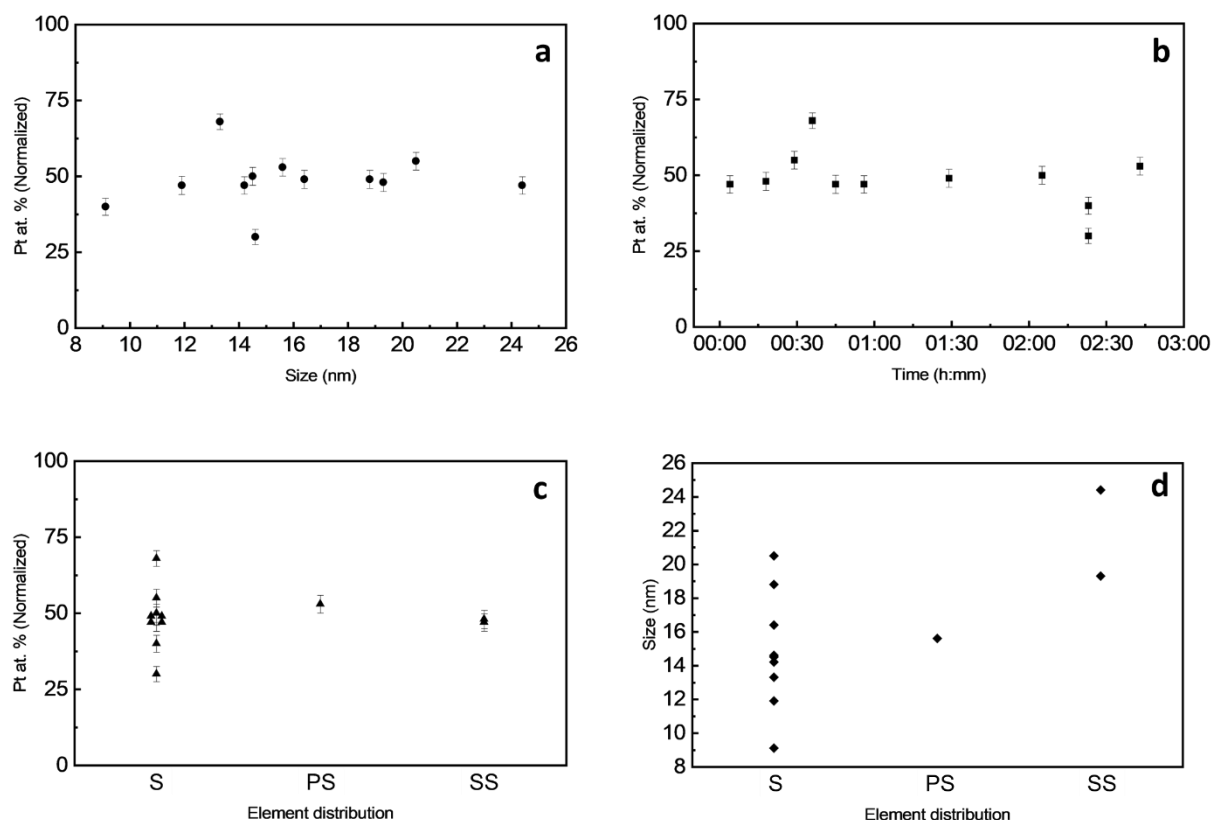 a
Pt at. % (Normalized)
100
75
50
25
0
8 10 12 14 16 18 20 22 24 26
Size (nm)
b
Pt at. % (Normalized)
100
75
50
25
0
00:00 00:30 01:00 01:30 02:00 02:30 03:00
Time (h:mm)
c
Pt at. % (Normalized)
100
75
50
25
0
S PS SS
Element distribution
d
Size (nm)
26
24
22
20
18
16
14
12
10
8
S PS SS
Element distribution